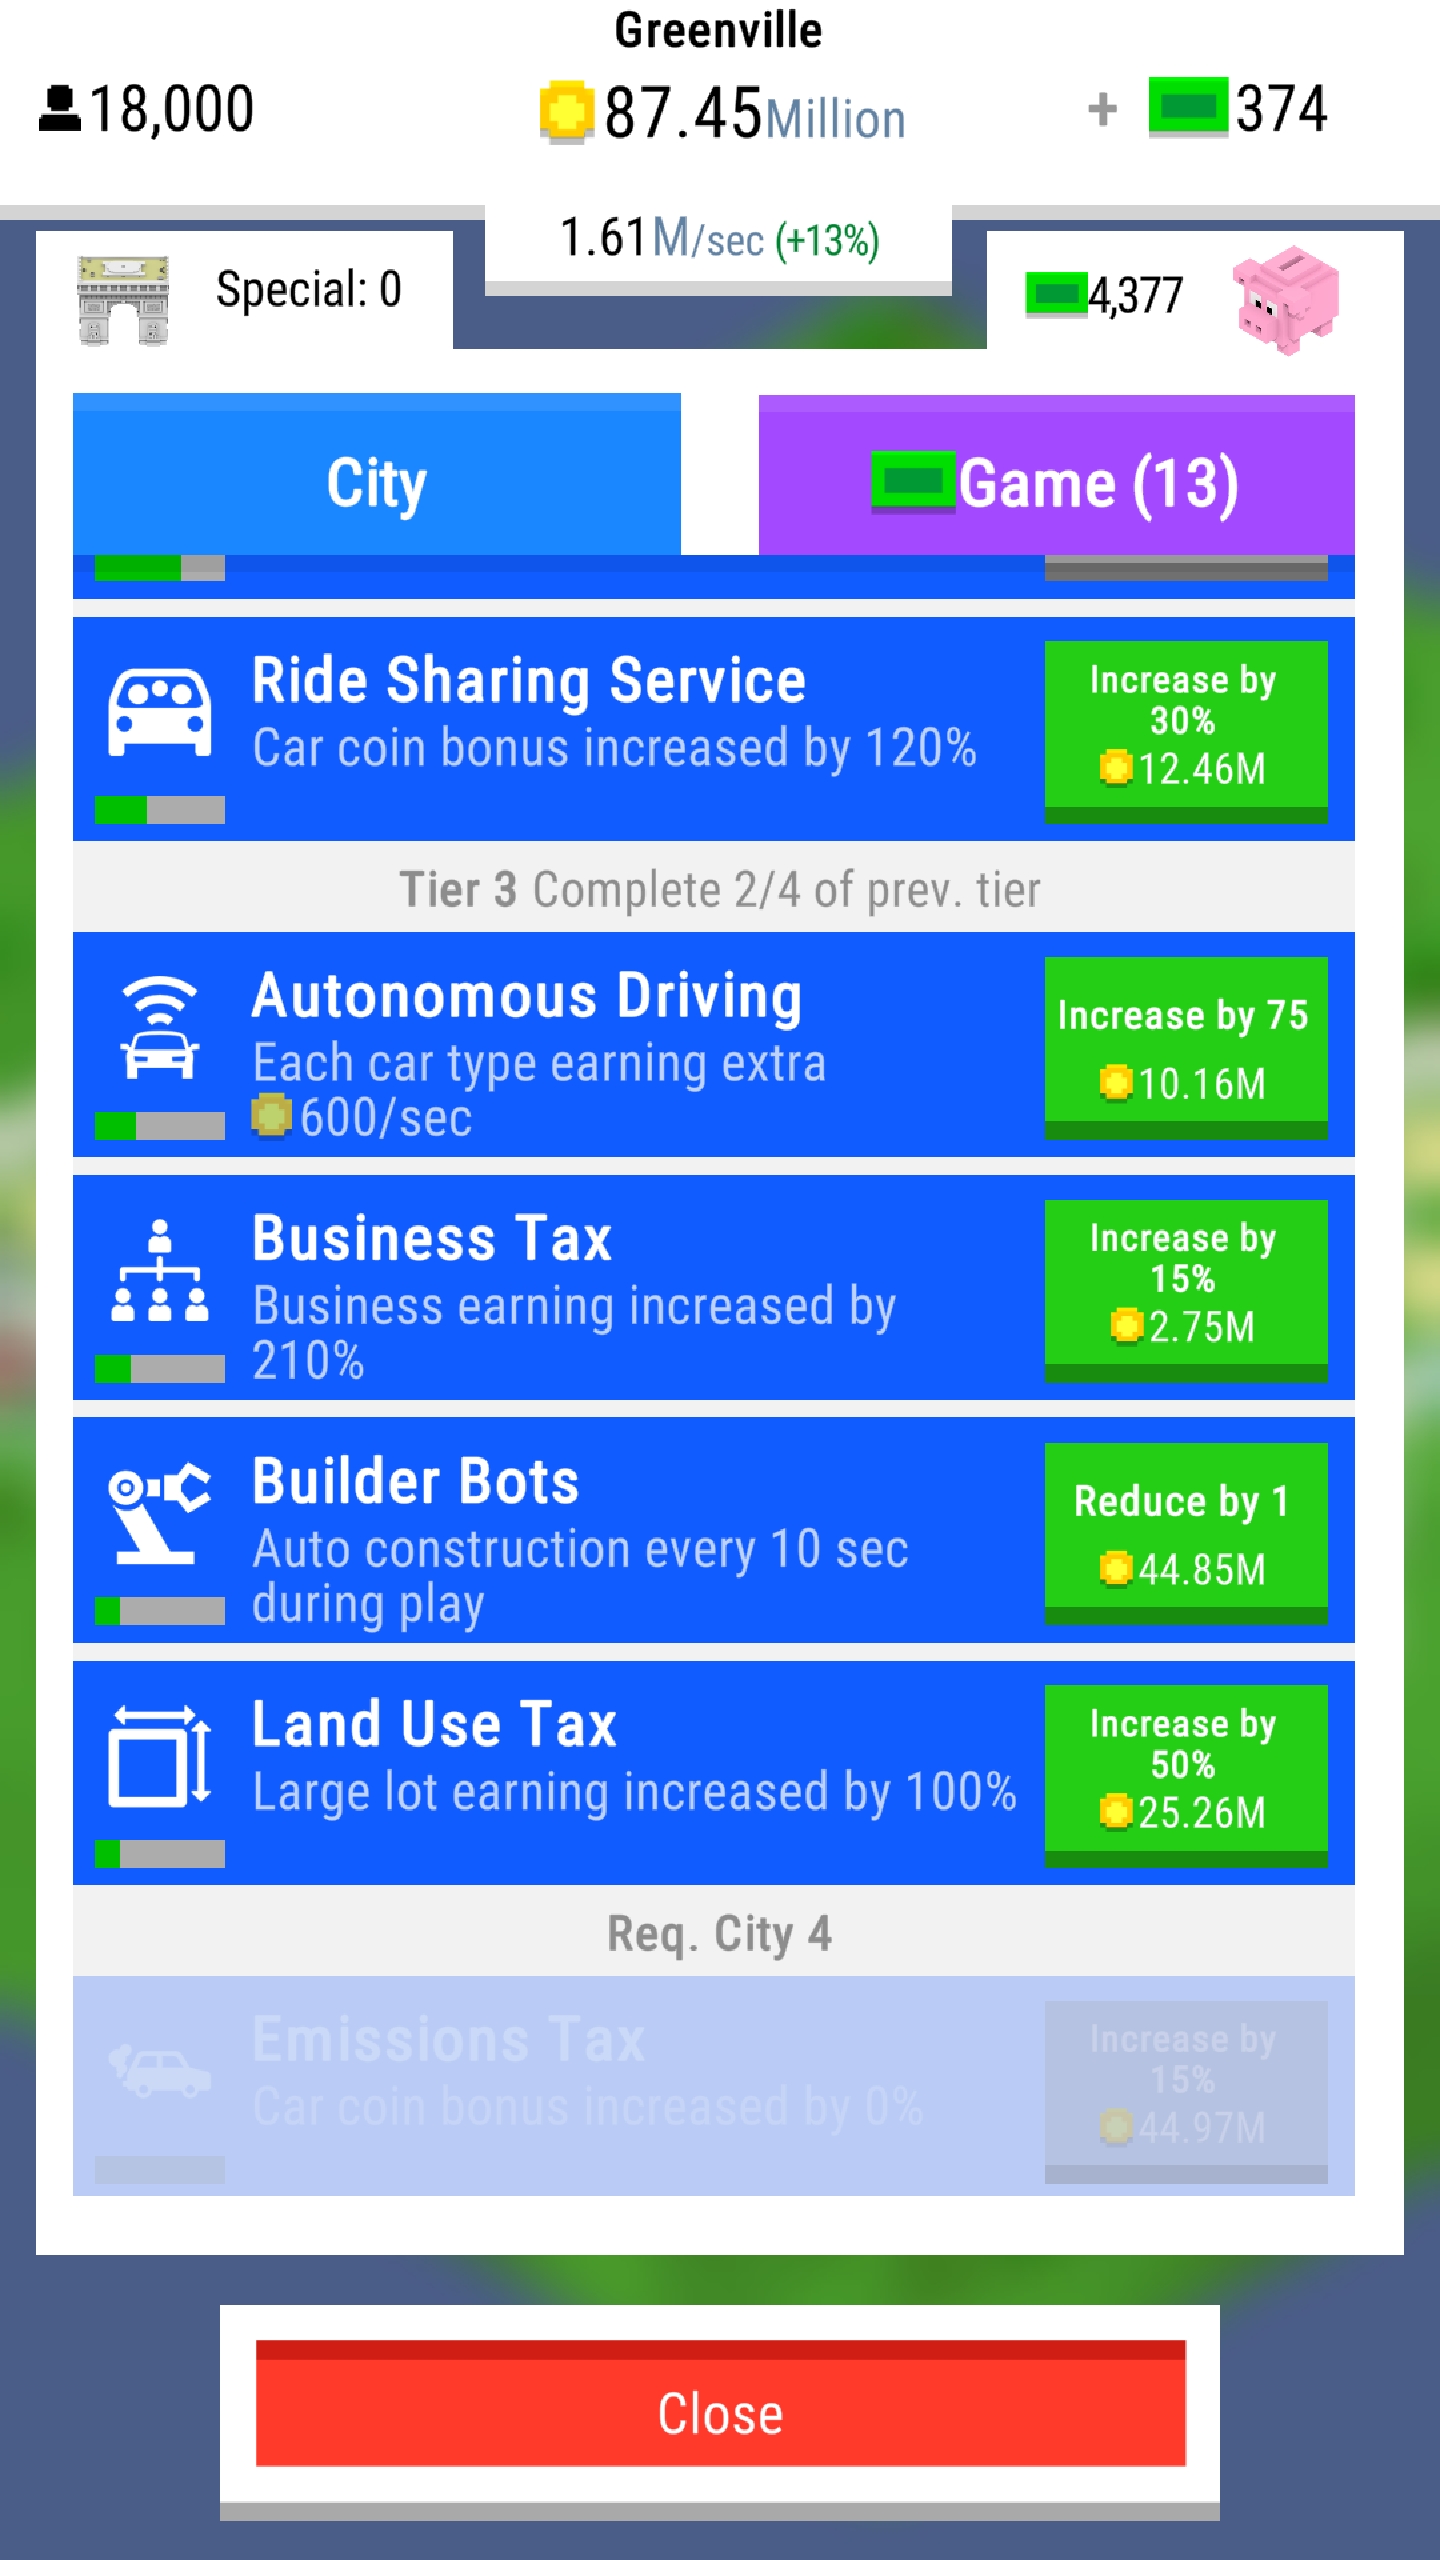 Greenville
18,000
87.45Million
+ 374
1.61M/sec (+13%)
Special: 0
4,377
City
Game (13)
Ride Sharing Service
Car coin bonus increased by 120%
Increase by
30%
12.46M
Tier 3 Complete 2/4 of prev. tier
Autonomous Driving
Each car type earning extra
600/sec
Increase by 75
10.16M
Business Tax
Business earning increased by
210%
Increase by
15%
2.75M
Builder Bots
Auto construction every 10 sec
during play
Reduce by 1
44.85M
Land Use Tax
Large lot earning increased by 100%
Increase by
50%
25.26M
Req. City 4
Emissions Tax
Car coin bonus increased by 0%
Increase by
15%
44.97M
Close